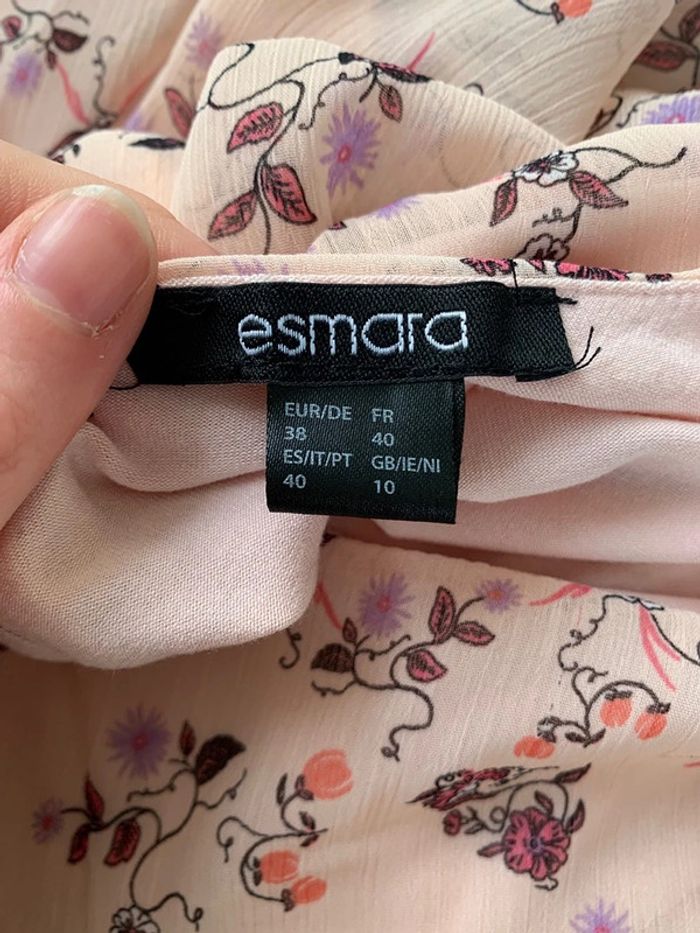 esmara
EUR/DE FR
38 40
ES/IT/PT GB/IE/NI
40 10